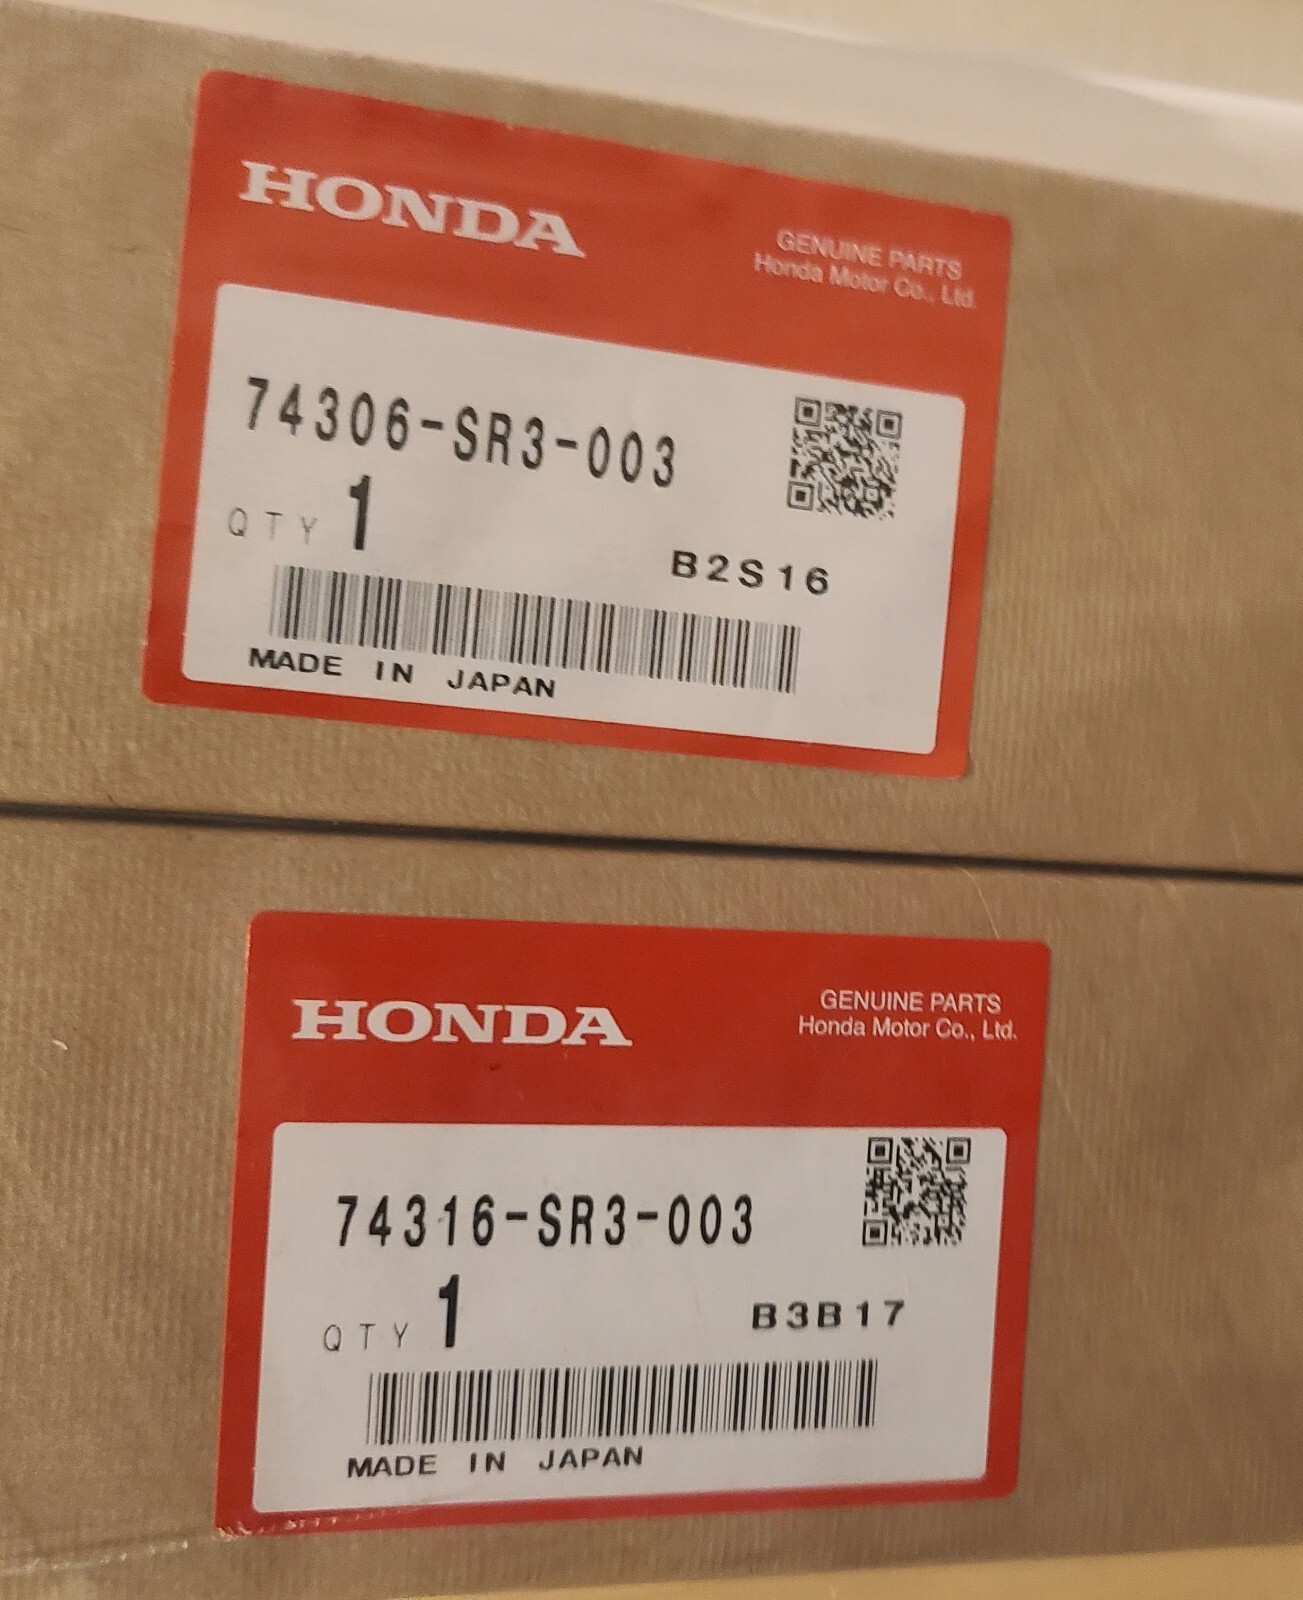 HONDA
GENUINE PARTS
Honda Motor Co., Ltd.
74306-SR3-003
QTY 1
B2S16
MADE IN JAPAN
HONDA
GENUINE PARTS
Honda Motor Co., Ltd.
74316-SR3-003
QTY 1
B3B17
MADE IN JAPAN